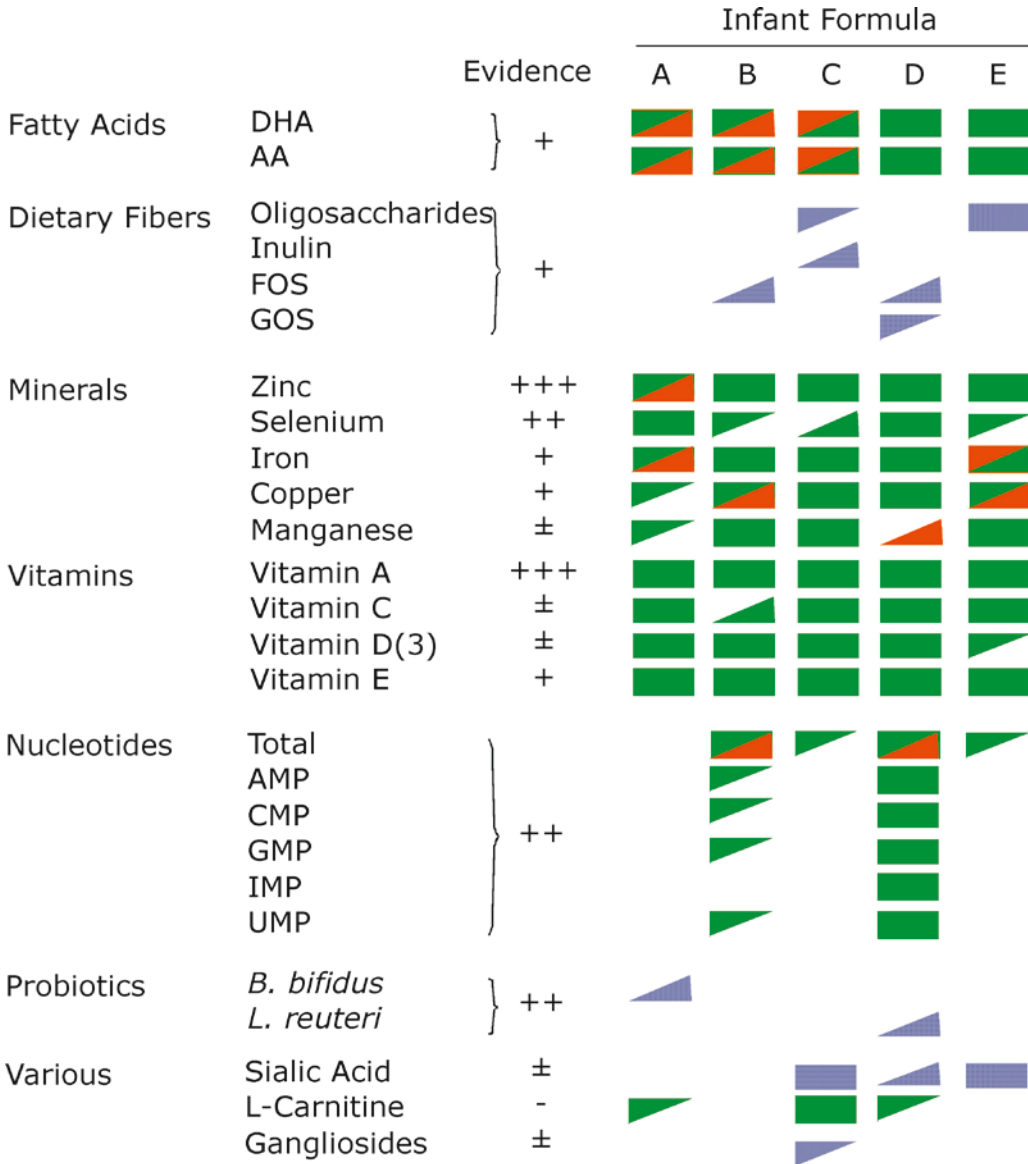 Infant Formula
Evidence A B C D E
Fatty Acids DHA +
AA
Dietary Fibers Oligosaccharides
Inulin +
FOS
GOS
Minerals Zinc +++
Selenium ++
Iron +
Copper +
Manganese ±
Vitamins Vitamin A +++
Vitamin C ±
Vitamin D(3) ±
Vitamin E +
Nucleotides Total
AMP
CMP
GMP ++
IMP
UMP
Probiotics B. bifidus ++
L. reuteri
Various Sialic Acid ±
L-Carnitine -
Gangliosides ±